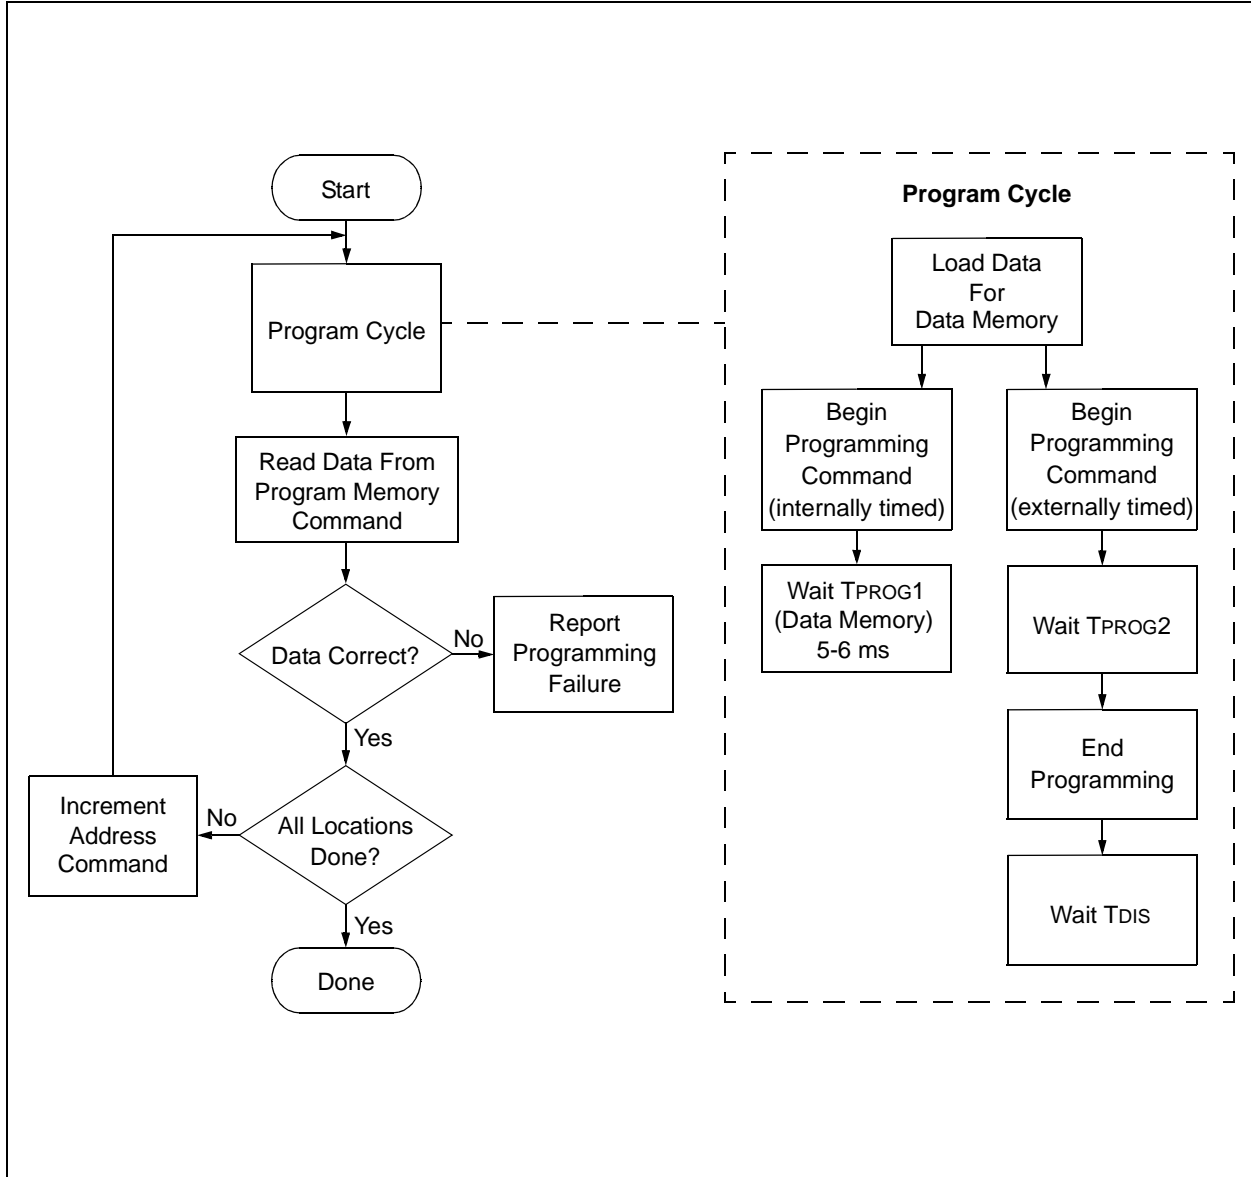 Start
Program Cycle
Read Data From
Program Memory
Command
Data Correct?
No
Report
Programming
Failure
Yes
All Locations
Done?
No
Increment
Address
Command
Yes
Done
Program Cycle
Load Data
For
Data Memory
Begin
Programming
Command
(internally timed)
Wait TPROG1
(Data Memory)
5-6 ms
Begin
Programming
Command
(externally timed)
Wait TPROG2
End
Programming
Wait TDIS